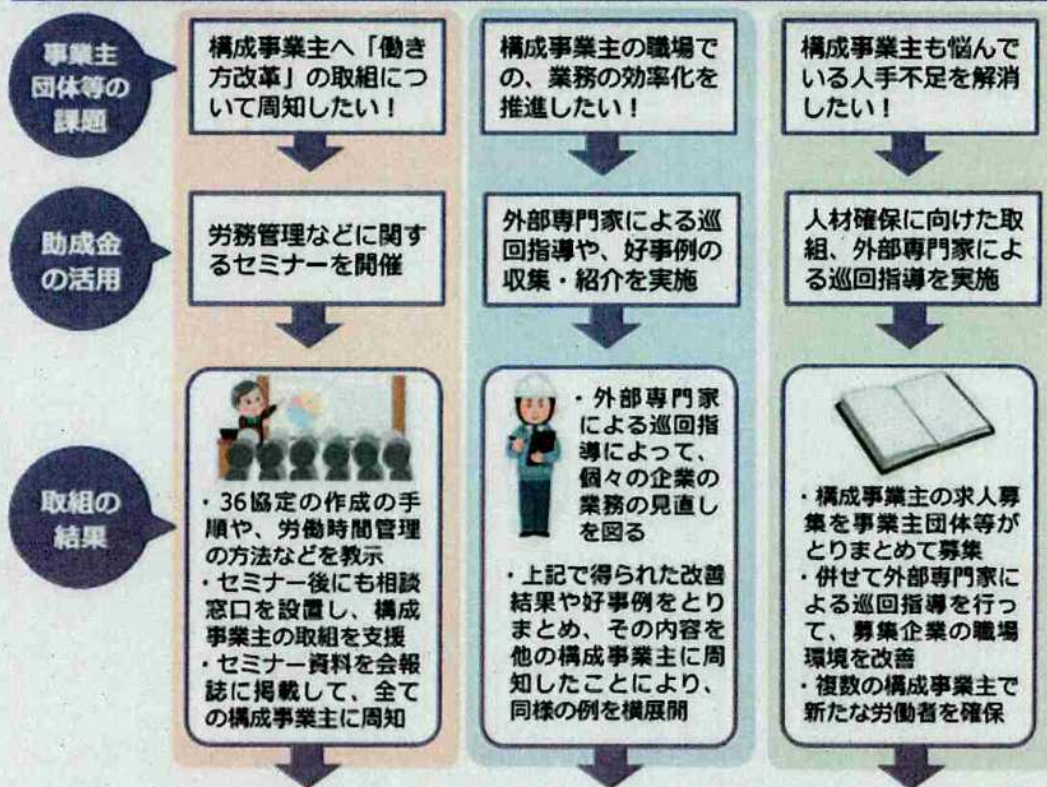 事業主
団体等の
課題
構成事業主へ「働き
方改革」の取組につ
いて周知したい！
構成事業主の職場で
の、業務の効率化を
推進したい！
構成事業主も悩んで
いる人手不足を解消
したい！
助成金
の活用
労務管理などに関す
るセミナーを開催
外部専門家による巡
回指導や、好事例の
収集・紹介を実施
人材確保に向けた取
組、外部専門家によ
る巡回指導を実施
取組の
結果
・36協定の作成の手
順や、労働時間管理
の方法などを教示
・セミナー後にも相談
窓口を設置し、構成
事業主の取組を支援
・セミナー資料を会報
誌に掲載して、全て
の構成事業主に周知
・外部専門家
による巡回指
導によって、
個々の企業の
業務の見直し
を図る
・上記で得られた改善
結果や好事例をとり
まとめ、その内容を
他の構成事業主に周
知したことにより、
同様の例を横展開
・構成事業主の求人募
集を事業主団体等が
とりまとめて募集
・併せて外部専門家に
よる巡回指導を行っ
て、募集企業の職場
環境を改善
・複数の構成事業主で
新たな労働者を確保